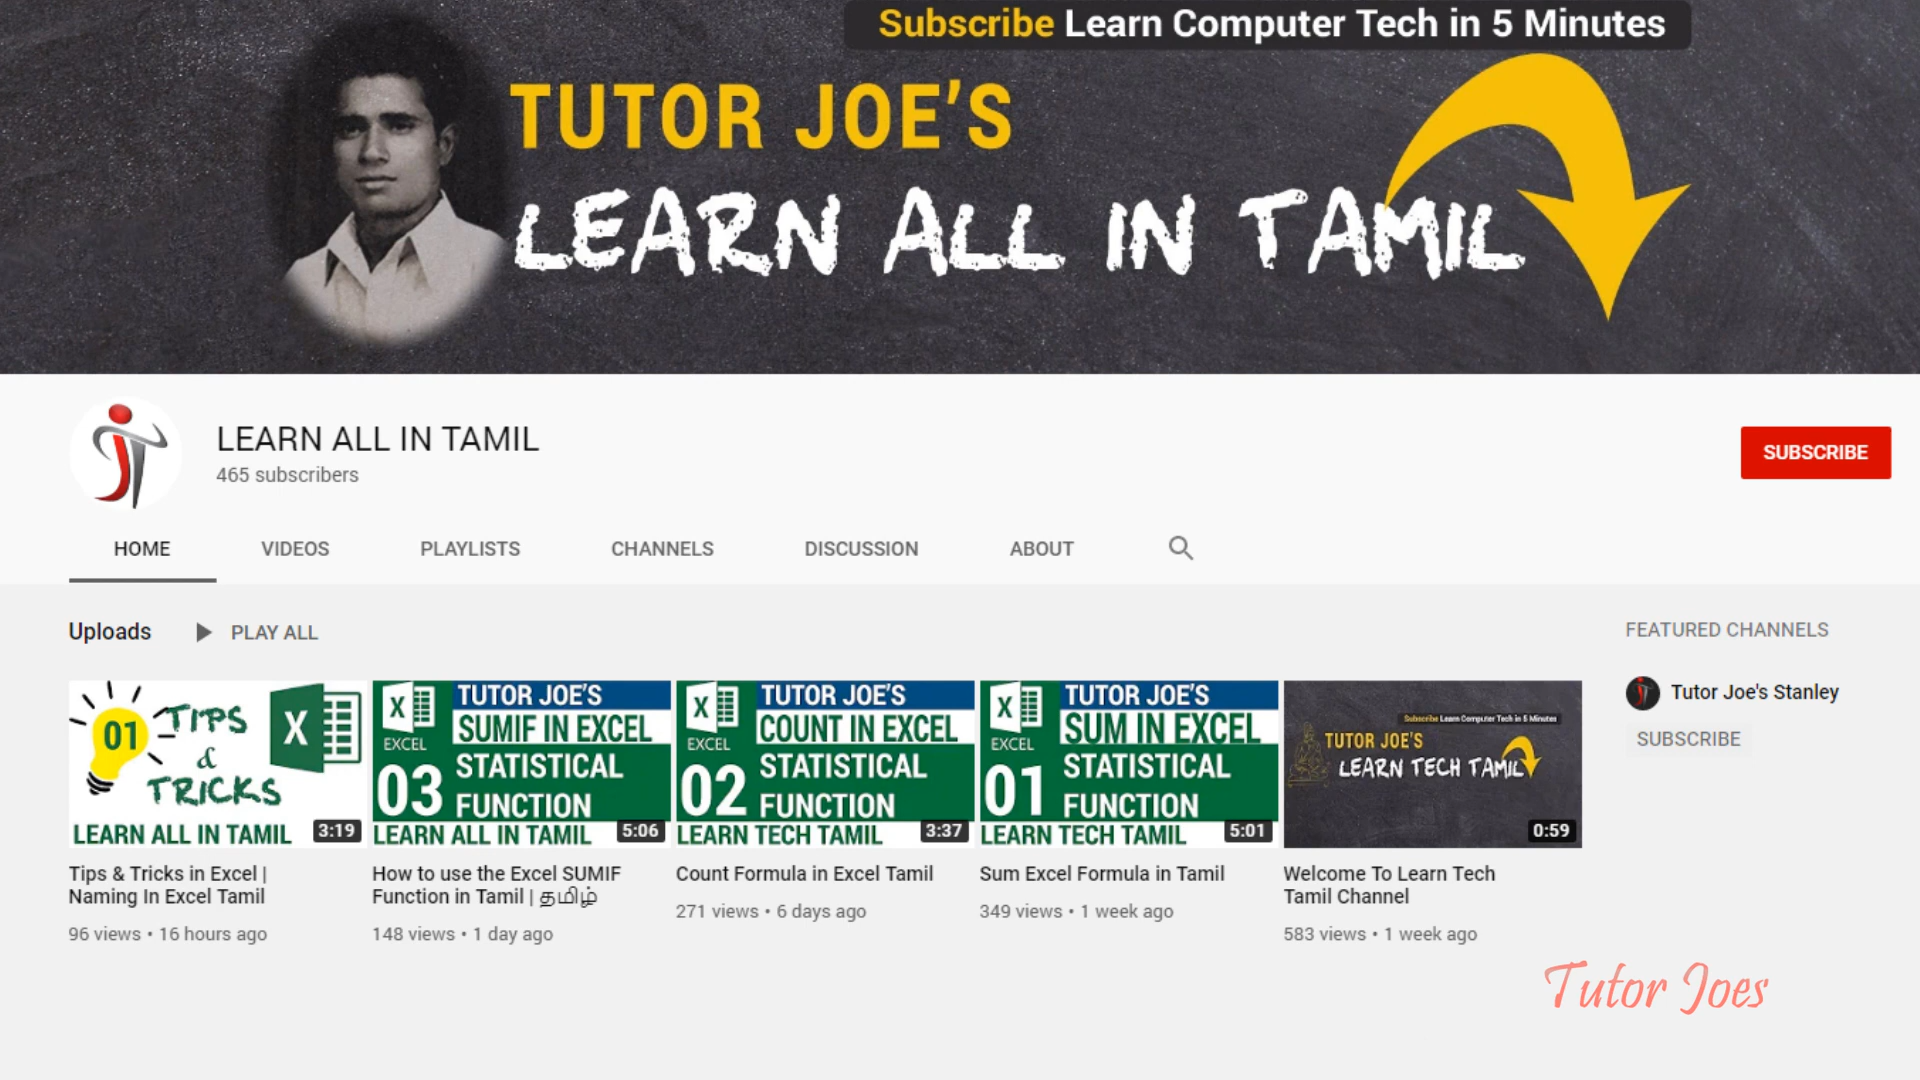 Subscribe Learn Computer Tech in 5 Minutes
TUTOR JOE'S
LEARN ALL IN TAMIL
LEARN ALL IN TAMIL
465 subscribers
SUBSCRIBE
HOME VIDEOS PLAYLISTS CHANNELS DISCUSSION ABOUT
Uploads PLAY ALL
FEATURED CHANNELS
Tutor Joe's Stanley
SUBSCRIBE
01 TIPS & TRICKS X
LEARN ALL IN TAMIL 3:19
Tips & Tricks in Excel |
Naming In Excel Tamil
96 views • 16 hours ago
X TUTOR JOE'S
SUMIF IN EXCEL
EXCEL
03 STATISTICAL
FUNCTION
LEARN ALL IN TAMIL 5:06
How to use the Excel SUMIF
Function in Tamil | தமிழ்
148 views • 1 day ago
X TUTOR JOE'S
COUNT IN EXCEL
EXCEL
02 STATISTICAL
FUNCTION
LEARN TECH TAMIL 3:37
Count Formula in Excel Tamil
271 views • 6 days ago
X TUTOR JOE'S
SUM IN EXCEL
EXCEL
01 STATISTICAL
FUNCTION
LEARN TECH TAMIL 5:01
Sum Excel Formula in Tamil
349 views • 1 week ago
Subscribe Learn Computer Tech in 5 Minutes
TUTOR JOE'S
LEARN TECH TAMIL
0:59
Welcome To Learn Tech
Tamil Channel
583 views • 1 week ago
Tutor Joes